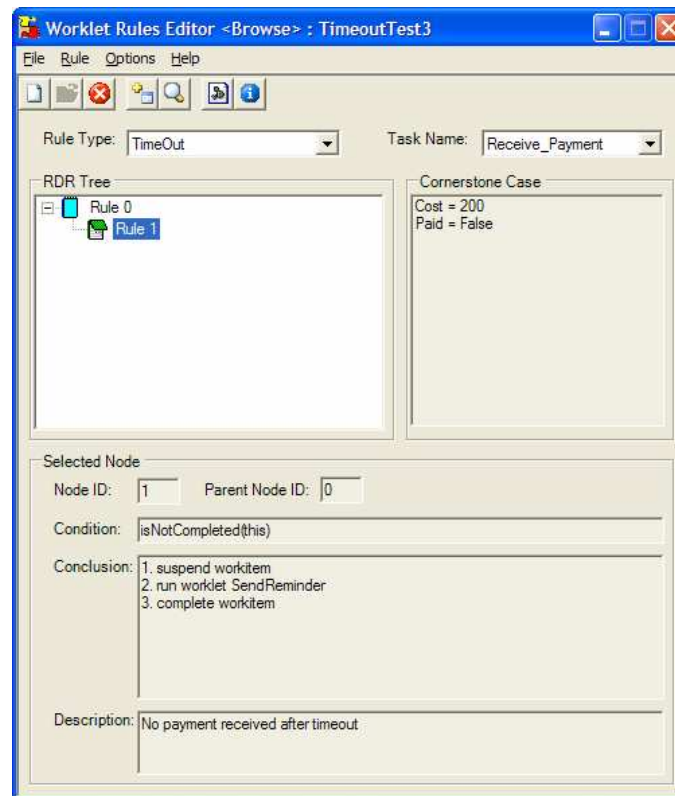 Worklet Rules Editor <Browse> : TimeoutTest3
File Rule Options Help
Rule Type: TimeOut Task Name: Receive_Payment
RDR Tree Cornerstone Case
Rule 0
Rule 1
Cost = 200
Paid = False
Selected Node
Node ID: 1 Parent Node ID: 0
Condition: isNotCompleted(this)
Conclusion: 1. suspend workitem
2. run worklet SendReminder
3. complete workitem
Description: No payment received after timeout